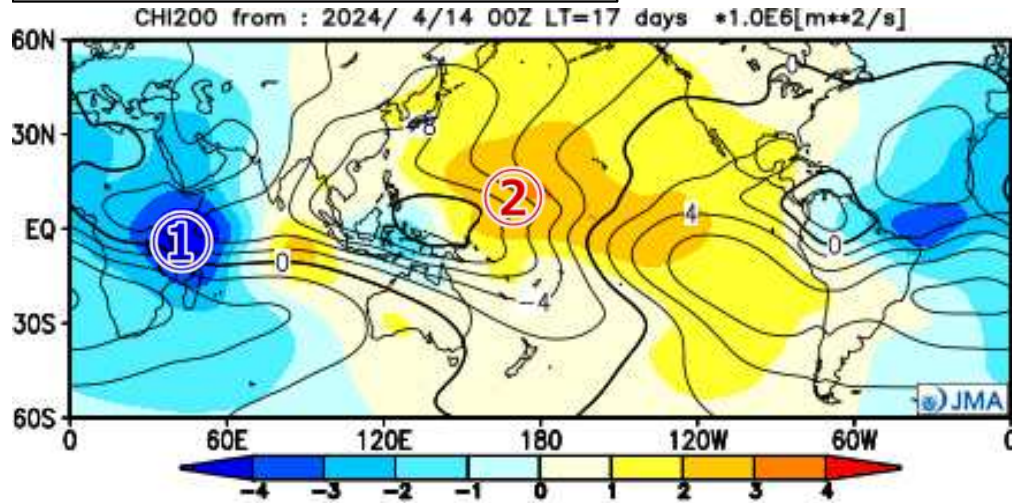 CHI200 from : 2024/ 4/14 00Z LT=17 days *1.0E6[m**2/s]
60N
30N
EQ
30S
60S
0
-8
4
0
0
-4
①
②
JMA
0 60E 120E 180 120W 60W 0
-4 -3 -2 -1 0 1 2 3 4